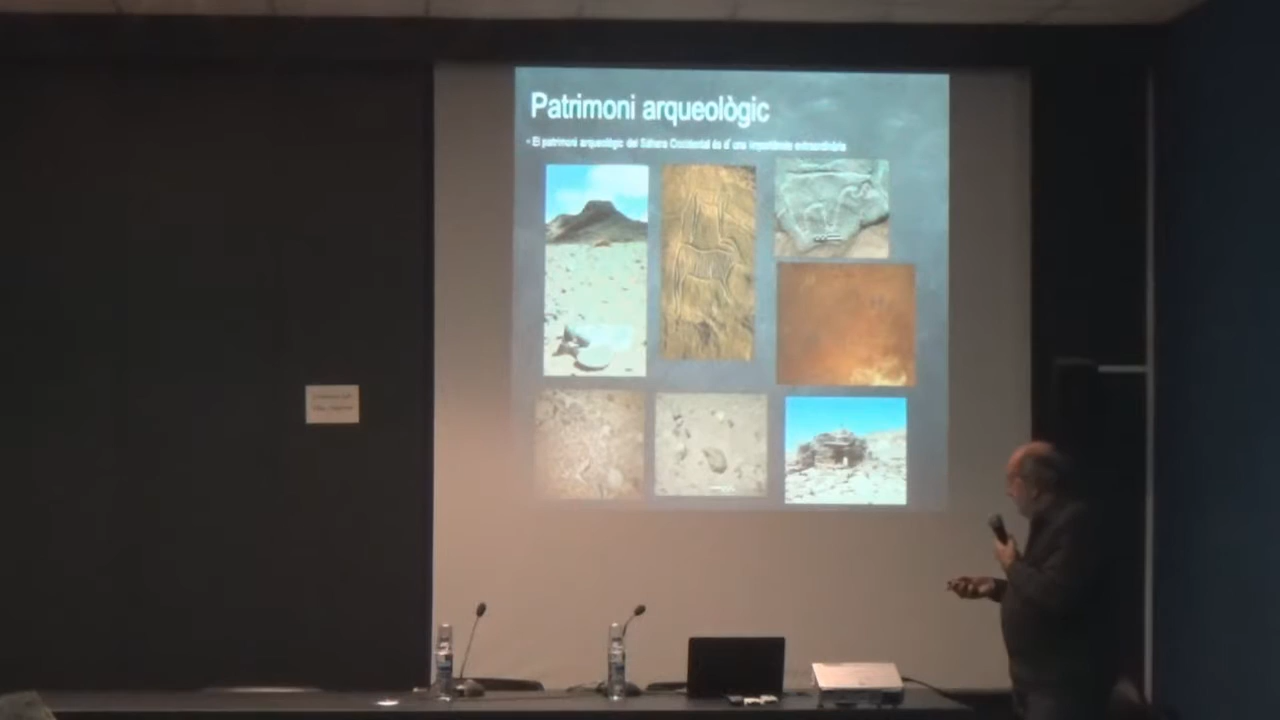 Patrimoni arqueològic
• El patrimoni arqueològic del Sàhara Occidental és d' una importància extraordinària